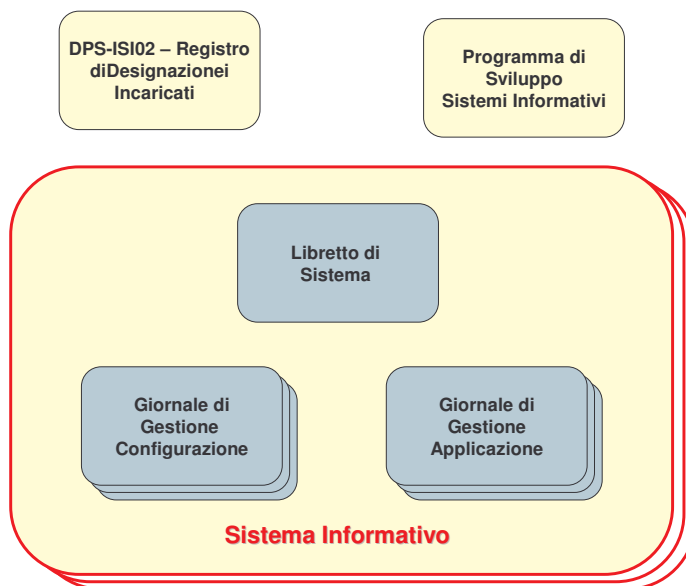 DPS-ISI02 – Registro
diDesignazionei
Incaricati
Programma di
Sviluppo
Sistemi Informativi
Libretto di
Sistema
Giornale di
Gestione
Configurazione
Giornale di
Gestione
Applicazione
Sistema Informativo